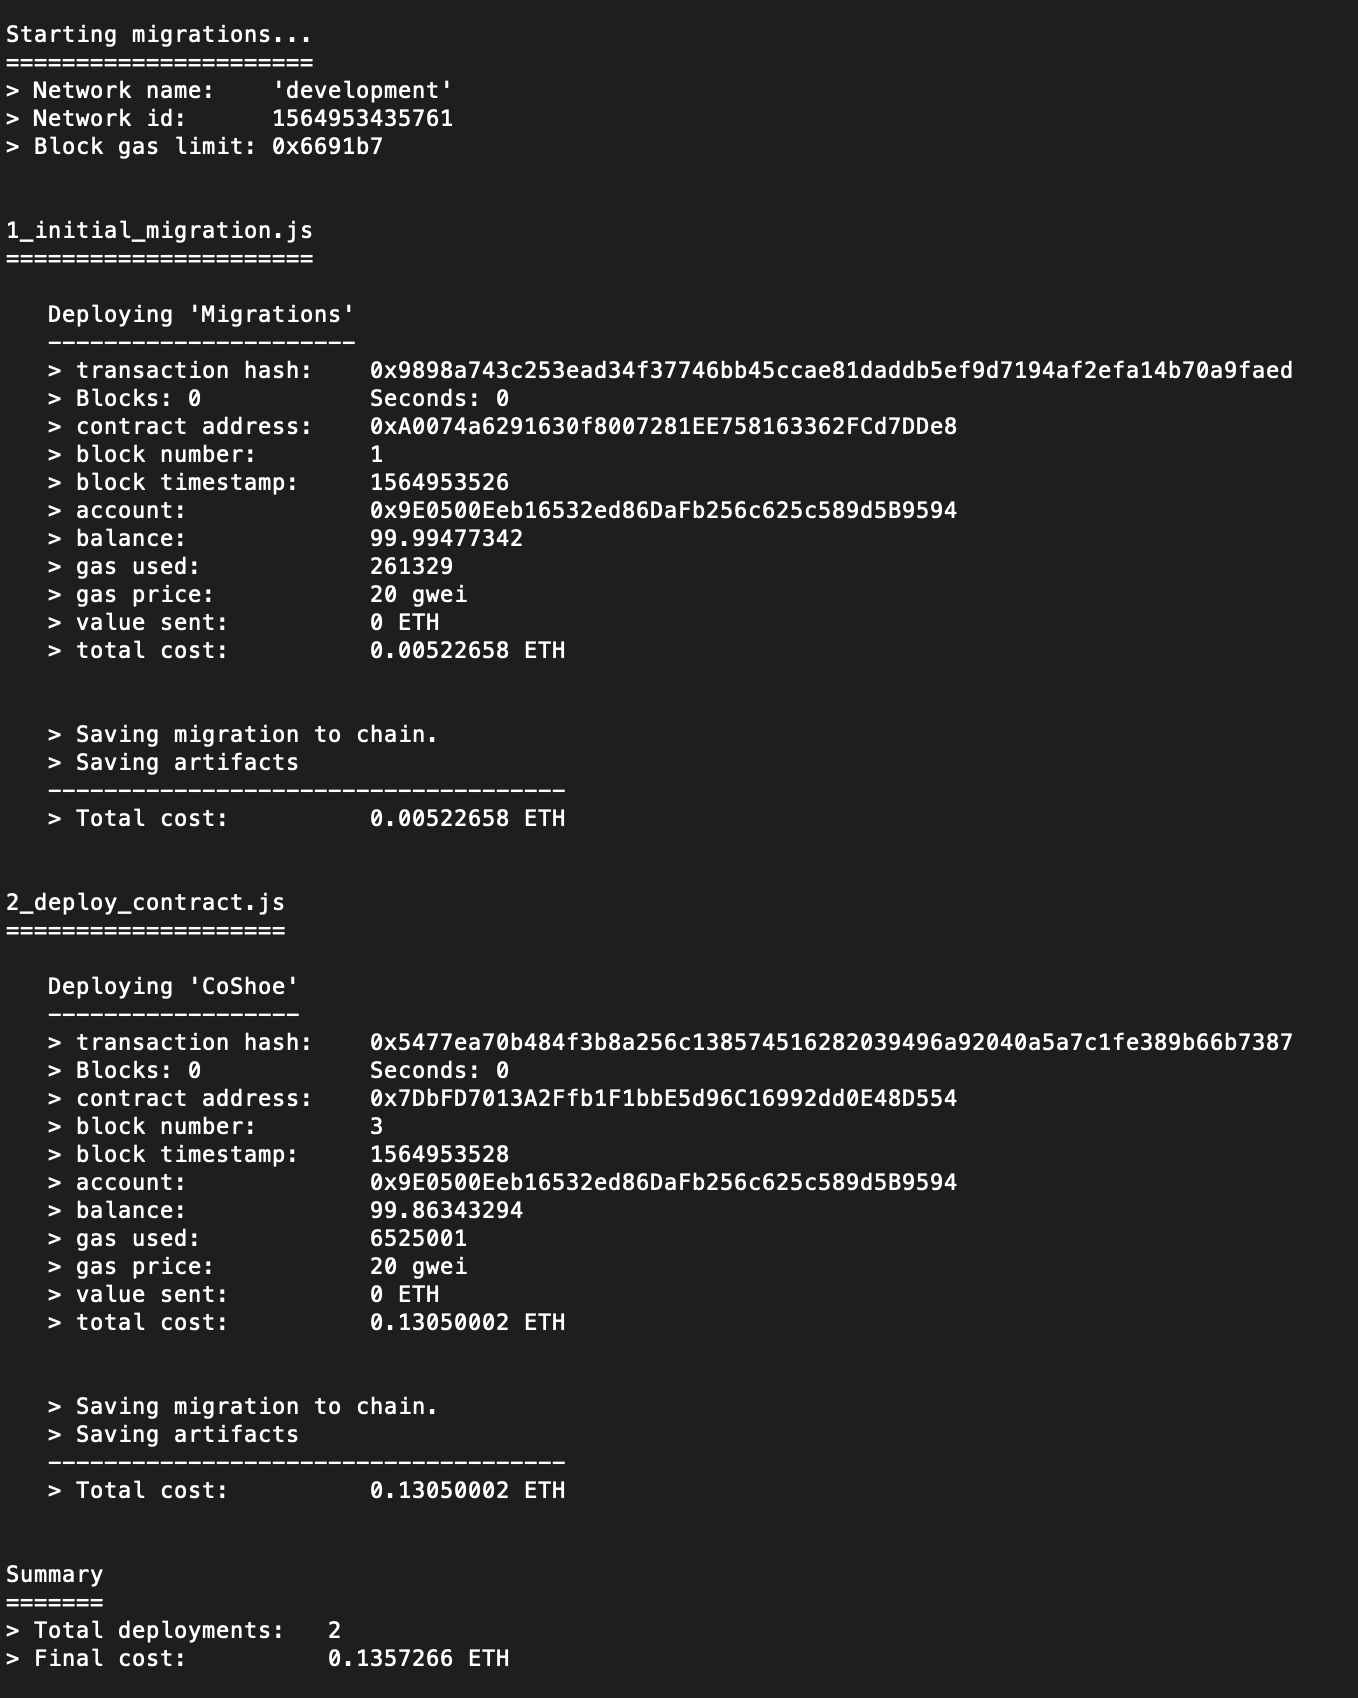 Starting migrations...
======================
> Network name:    'development'
> Network id:      1564953435761
> Block gas limit: 0x6691b7
1_initial_migration.js
======================
   Deploying 'Migrations'
   ----------------------
   > transaction hash:    0x9898a743c253ead34f37746bb45ccae81daddb5ef9d7194af2efa14b70a9faed
   > Blocks: 0            Seconds: 0
   > contract address:    0xA0074a6291630f8007281EE758163362FCd7DDe8
   > block number:        1
   > block timestamp:     1564953526
   > account:             0x9E0500Eeb16532ed86DaFb256c625c589d5B9594
   > balance:             99.99477342
   > gas used:            261329
   > gas price:           20 gwei
   > value sent:          0 ETH
   > total cost:          0.00522658 ETH
   > Saving migration to chain.
   > Saving artifacts
   -------------------------------------
   > Total cost:          0.00522658 ETH
2_deploy_contract.js
====================
   Deploying 'CoShoe'
   ------------------
   > transaction hash:    0x5477ea70b484f3b8a256c138574516282039496a92040a5a7c1fe389b66b7387
   > Blocks: 0            Seconds: 0
   > contract address:    0x7DbFD7013A2Ffb1F1bbE5d96C16992dd0E48D554
   > block number:        3
   > block timestamp:     1564953528
   > account:             0x9E0500Eeb16532ed86DaFb256c625c589d5B9594
   > balance:             99.86343294
   > gas used:            6525001
   > gas price:           20 gwei
   > value sent:          0 ETH
   > total cost:          0.13050002 ETH
   > Saving migration to chain.
   > Saving artifacts
   -------------------------------------
   > Total cost:          0.13050002 ETH
Summary
=======
> Total deployments:   2
> Final cost:          0.1357266 ETH